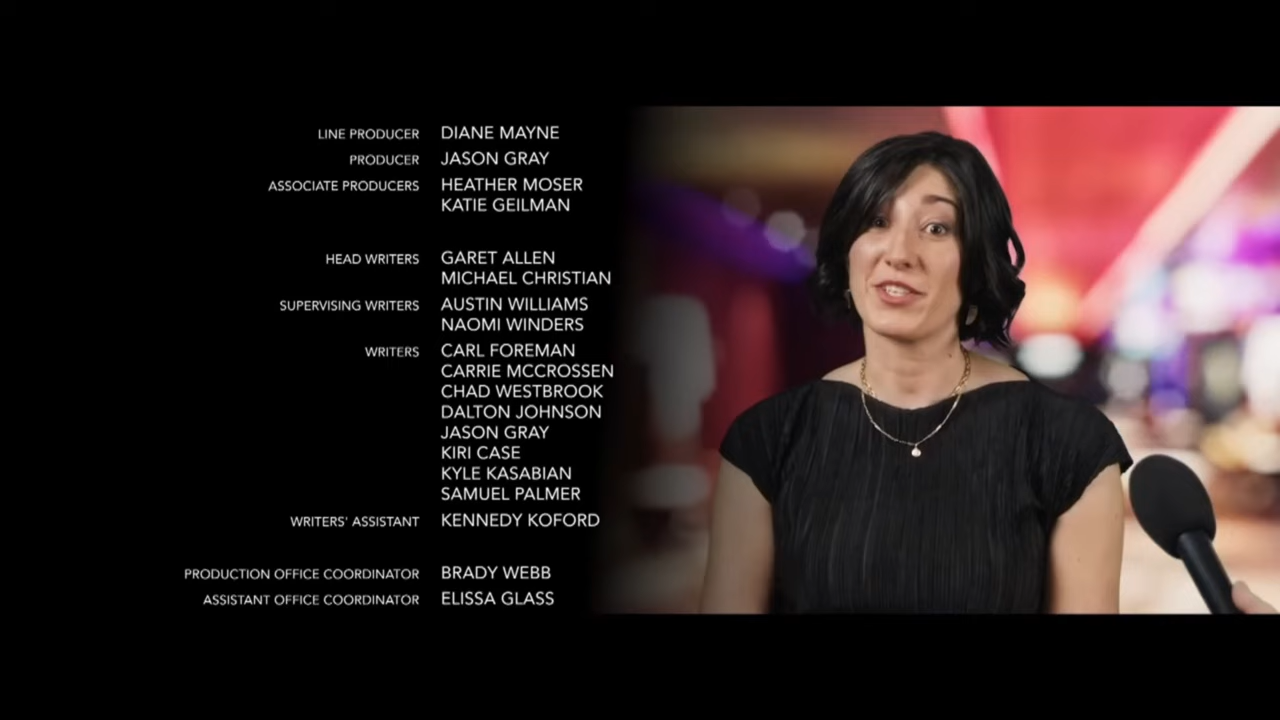 LINE PRODUCER DIANE MAYNE
PRODUCER JASON GRAY
ASSOCIATE PRODUCERS HEATHER MOSER
KATIE GEILMAN
HEAD WRITERS GARET ALLEN
MICHAEL CHRISTIAN
SUPERVISING WRITERS AUSTIN WILLIAMS
NAOMI WINDERS
WRITERS CARL FOREMAN
CARRIE MCCROSSEN
CHAD WESTBROOK
DALTON JOHNSON
JASON GRAY
KIRI CASE
KYLE KASABIAN
SAMUEL PALMER
WRITERS' ASSISTANT KENNEDY KOFORD
PRODUCTION OFFICE COORDINATOR BRADY WEBB
ASSISTANT OFFICE COORDINATOR ELISSA GLASS